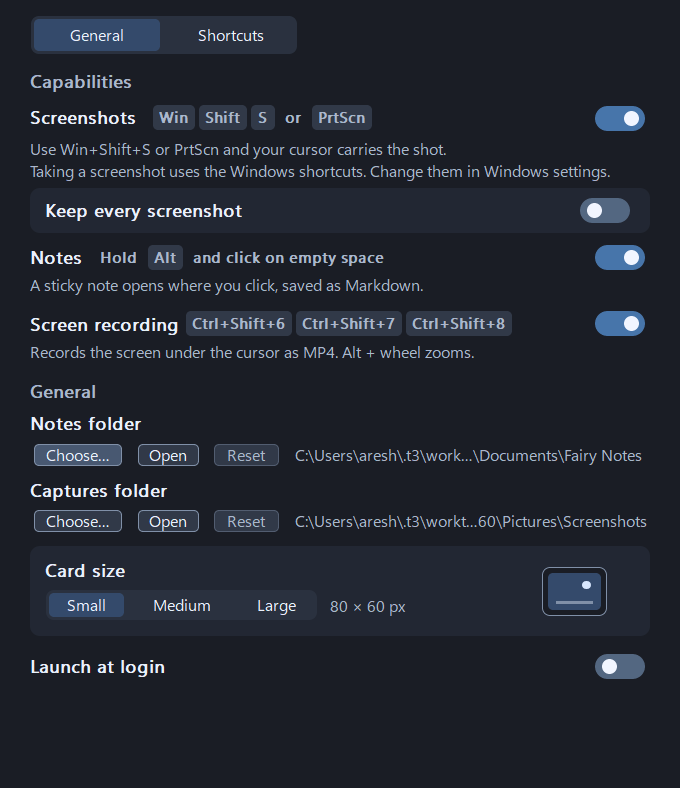 General Shortcuts
Capabilities
Screenshots Win Shift S or PrtScn
Use Win+Shift+S or PrtScn and your cursor carries the shot.
Taking a screenshot uses the Windows shortcuts. Change them in Windows settings.
Keep every screenshot
Notes Hold Alt and click on empty space
A sticky note opens where you click, saved as Markdown.
Screen recording Ctrl+Shift+6 Ctrl+Shift+7 Ctrl+Shift+8
Records the screen under the cursor as MP4. Alt + wheel zooms.
General
Notes folder
Choose... Open Reset C:\Users\aresh\.t3\work...\Documents\Fairy Notes
Captures folder
Choose... Open Reset C:\Users\aresh\.t3\workt...60\Pictures\Screenshots
Card size
Small Medium Large 80 × 60 px
Launch at login